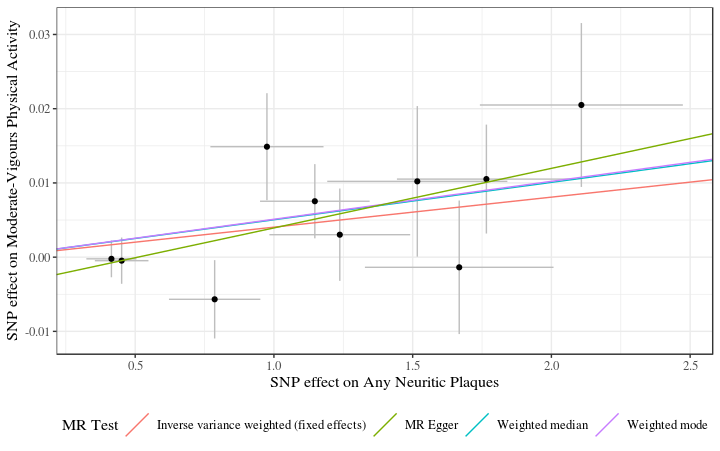 SNP effect on Moderate-Vigours Physical Activity
0.03
0.02
0.01
0.00
-0.01
0.5 1.0 1.5 2.0 2.5
SNP effect on Any Neuritic Plaques
MR Test Inverse variance weighted (fixed effects) MR Egger Weighted median Weighted mode